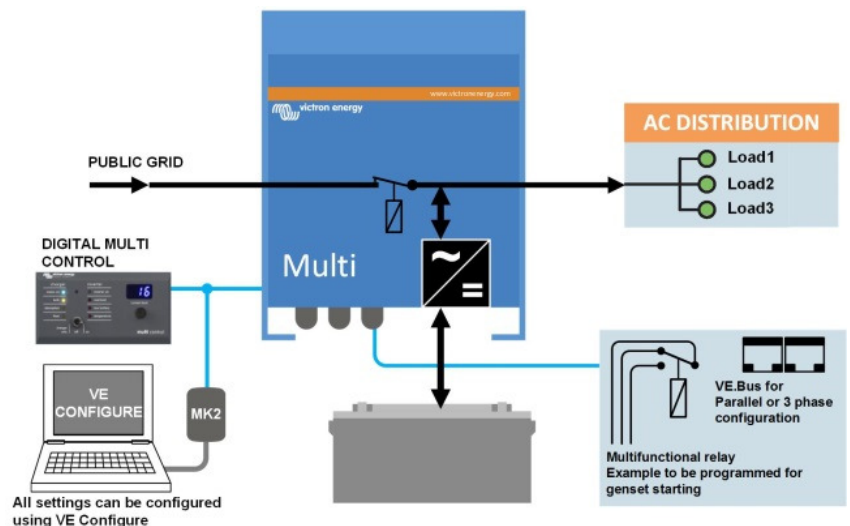 www.victronenergy.com
victron energy
AC DISTRIBUTION
PUBLIC GRID
Load1
Load2
Load3
DIGITAL MULTI
CONTROL
victron energy
16
multi control
Multi
VE
CONFIGURE
MK2
All settings can be configured
using VE Configure
VE.Bus for
Parallel or 3 phase
configuration
Multifunctional relay
Example to be programmed for
genset starting